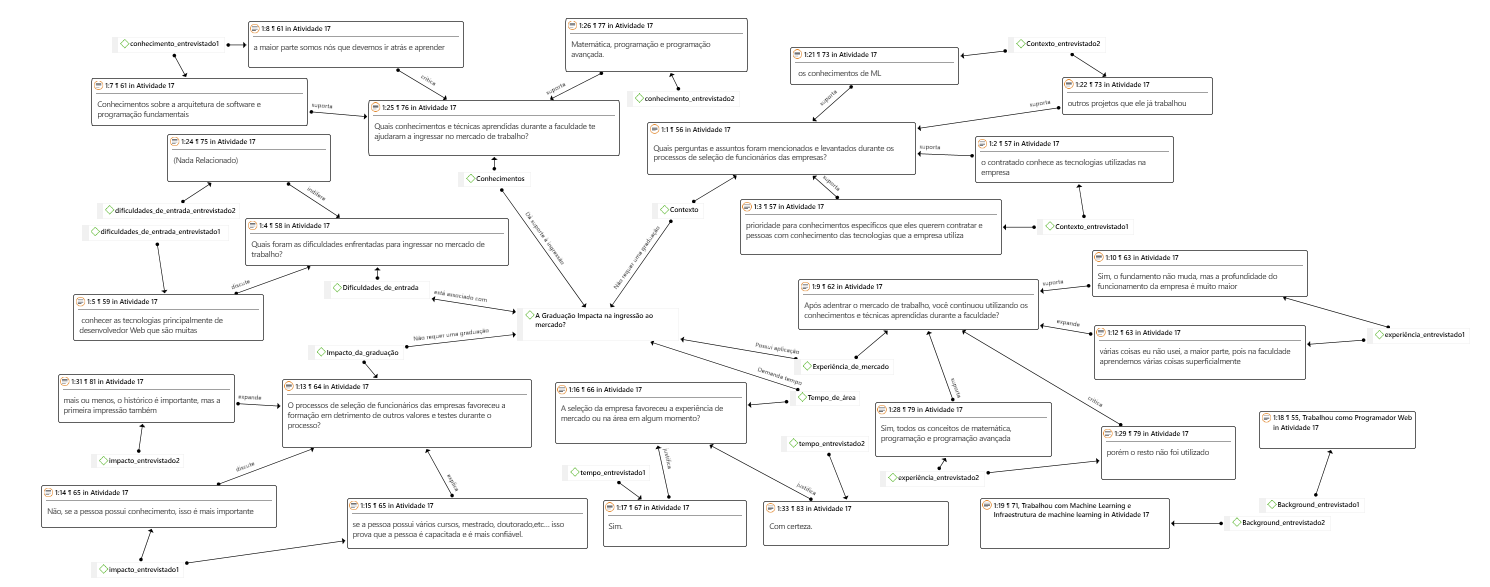 1:8 ¶ 61 in Atividade 17
a maior parte somos nós que devemos ir atrás e aprender
1:26 ¶ 77 in Atividade 17
Matemática, programação e programação
avançada.
conhecimento_entrevistado1
Contexto_entrevistado2
1:21 ¶ 73 in Atividade 17
os conhecimentos de ML
1:7 ¶ 61 in Atividade 17
Conhecimentos sobre a arquitetura de software e
programação fundamentais
crítica
suporta
suporta
1:22 ¶ 73 in Atividade 17
outros projetos que ele já trabalhou
conhecimento_entrevistado2
suporta
suporta
1:25 ¶ 76 in Atividade 17
Quais conhecimentos e técnicas aprendidas durante a faculdade te
ajudaram a ingressar no mercado de trabalho?
1:1 ¶ 56 in Atividade 17
Quais perguntas e assuntos foram mencionados e levantados durante os
processos de seleção de funcionários das empresas?
1:24 ¶ 75 in Atividade 17
(Nada Relacionado)
suporta
1:2 ¶ 57 in Atividade 17
o contratado conhece as tecnologias utilizadas na
empresa
Conhecimentos
suporta
indifere
dificuldades_de_entrada_entrevistado2
dificuldades_de_entrada_entrevistado1
Contexto
1:3 ¶ 57 in Atividade 17
prioridade para conhecimentos especificos que eles querem contratar e
pessoas com conhecimento das tecnologias que a empresa utiliza
Contexto_entrevistado1
1:4 ¶ 58 in Atividade 17
Quais foram as dificuldades enfrentadas para ingressar no mercado de
trabalho?
Dá suporte à ingressão
Não requer uma graduação
1:10 ¶ 63 in Atividade 17
Sim, o fundamento não muda, mas a profundidade do
funcionamento da empresa é muito maior
discute
Dificuldades_de_entrada
está associado com
1:9 ¶ 62 in Atividade 17
Após adentrar o mercado de trabalho, você continuou utilizando os
conhecimentos e técnicas aprendidas durante a faculdade?
suporta
1:5 ¶ 59 in Atividade 17
conhecer as tecnologias principalmente de
desenvolvedor Web que são muitas
A Graduação Impacta na ingressão ao
mercado?
expande
1:12 ¶ 63 in Atividade 17
várias coisas eu não usei, a maior parte, pois na faculdade
aprendemos várias coisas superficialmente
experiência_entrevistado1
Não requer uma graduação
Impacto_da_graduação
Possui aplicação
Experiência_de_mercado
Demanda tempo
Tempo_de_área
1:31 ¶ 81 in Atividade 17
mais ou menos, o histórico é importante, mas a
primeira impressão também
expande
1:13 ¶ 64 in Atividade 17
O processos de seleção de funcionários das empresas favoreceu a
formação em detrimento de outros valores e testes durante o
processo?
1:16 ¶ 66 in Atividade 17
A seleção da empresa favoreceu a experiência de
mercado ou na área em algum momento?
suporta
crítica
1:28 ¶ 79 in Atividade 17
Sim, todos os conceitos de matemática,
programação e programação avançada
1:18 ¶ 55, Trabalhou como Programador Web
in Atividade 17
1:29 ¶ 79 in Atividade 17
porém o resto não foi utilizado
tempo_entrevistado2
impacto_entrevistado2
discute
explica
justifica
justifica
tempo_entrevistado1
experiência_entrevistado2
1:14 ¶ 65 in Atividade 17
Não, se a pessoa possui conhecimento, isso é mais importante
1:15 ¶ 65 in Atividade 17
se a pessoa possui vários cursos, mestrado, doutorado,etc... isso
prova que a pessoa é capacitada e é mais confiável.
1:17 ¶ 67 in Atividade 17
Sim.
1:33 ¶ 83 in Atividade 17
Com certeza.
1:19 ¶ 71, Trabalhou com Machine Learning e
Infraestrutura de machine learning in Atividade 17
Background_entrevistado1
Background_entrevistado2
impacto_entrevistado1